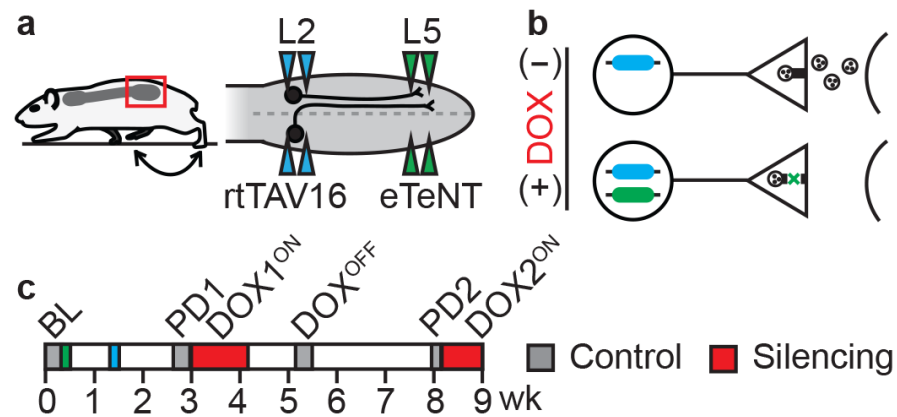 a
L2 L5
rtTAV16 eTeNT
b
(−)
DOX
(+)
c
BL PD1 DOX1ON DOXOFF PD2 DOX2ON
0 1 2 3 4 5 6 7 8 9 wk
Control Silencing